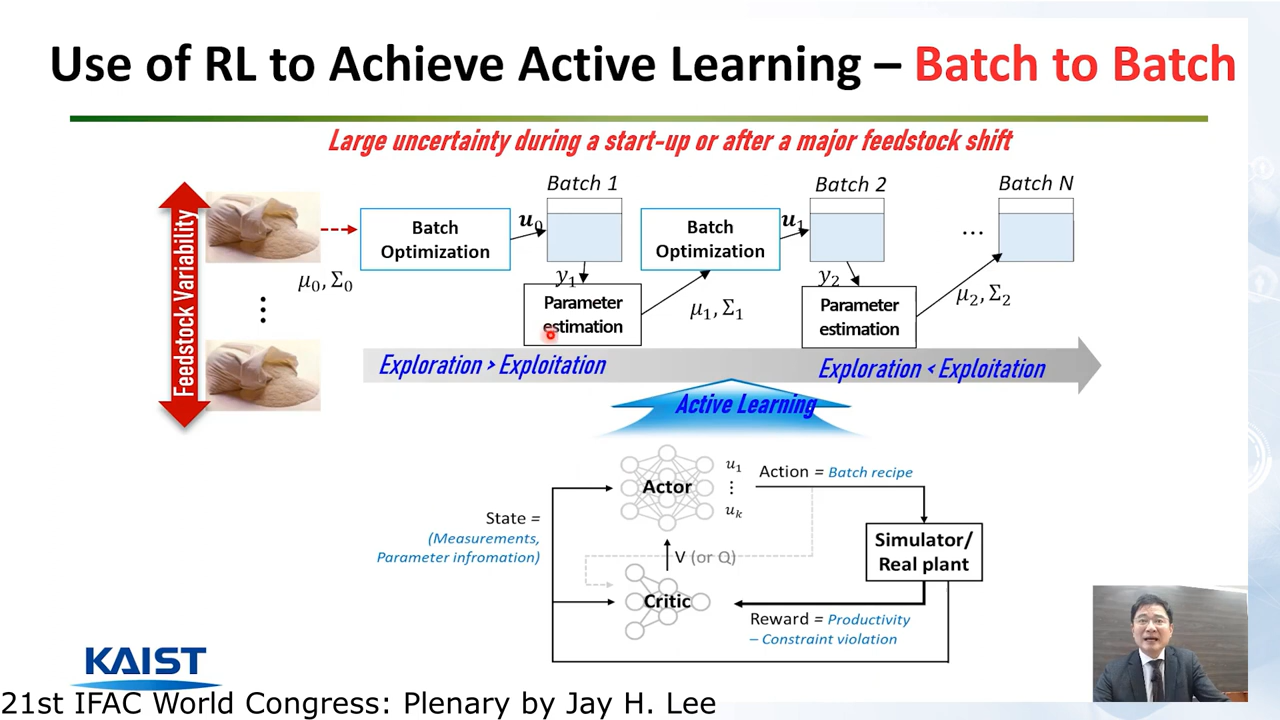 Use of RL to Achieve Active Learning – Batch to Batch
Large uncertainty during a start-up or after a major feedstock shift
Feedstock Variability
μ₀, Σ₀
Batch Optimization
u₀
Batch 1
y₁
Parameter estimation
μ₁, Σ₁
Batch Optimization
u₁
Batch 2
y₂
Parameter estimation
μ₂, Σ₂
...
Batch N
Exploration > Exploitation
Exploration < Exploitation
Active Learning
Actor
u₁
⋮
uₖ
Action = Batch recipe
State =
(Measurements,
Parameter infromation)
V (or Q)
Simulator/
Real plant
Critic
Reward = Productivity
– Constraint violation
KAIST
21st IFAC World Congress: Plenary by Jay H. Lee